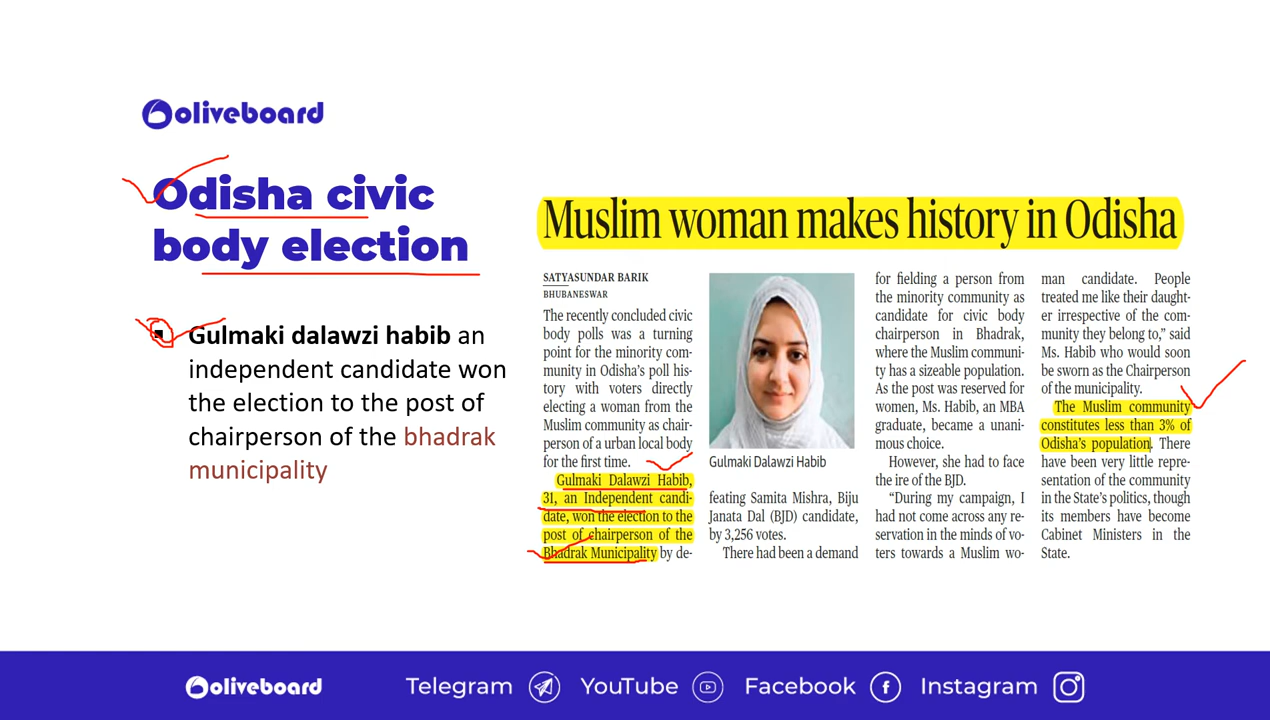 oliveboard
Odisha civic
body election
Gulmaki dalawzi habib an
independent candidate won
the election to the post of
chairperson of the bhadrak
municipality
Muslim woman makes history in Odisha
SATYASUNDAR BARIK
BHUBANESWAR
The recently concluded civic
body polls was a turning
point for the minority com-
munity in Odisha's poll his-
tory with voters directly
electing a woman from the
Muslim community as chair-
person of a urban local body
for the first time.
Gulmaki Dalawzi Habib,
31, an Independent candi-
date, won the election to the
post of chairperson of the
Bhadrak Municipality by de-
Gulmaki Dalawzi Habib
feating Samita Mishra, Biju
Janata Dal (BJD) candidate,
by 3,256 votes.
There had been a demand
for fielding a person from
the minority community as
candidate for civic body
chairperson in Bhadrak,
where the Muslim communi-
ty has a sizeable population.
As the post was reserved for
women, Ms. Habib, an MBA
graduate, became a unani-
mous choice.
However, she had to face
the ire of the BJD.
“During my campaign, I
had not come across any re-
servation in the minds of vo-
ters towards a Muslim wo-
man candidate. People
treated me like their daught-
er irrespective of the com-
munity they belong to,” said
Ms. Habib who would soon
be sworn as the Chairperson
of the municipality.
The Muslim community
constitutes less than 3% of
Odisha's population. There
have been very little repre-
sentation of the community
in the State's politics, though
its members have become
Cabinet Ministers in the
State.
oliveboard Telegram YouTube Facebook Instagram